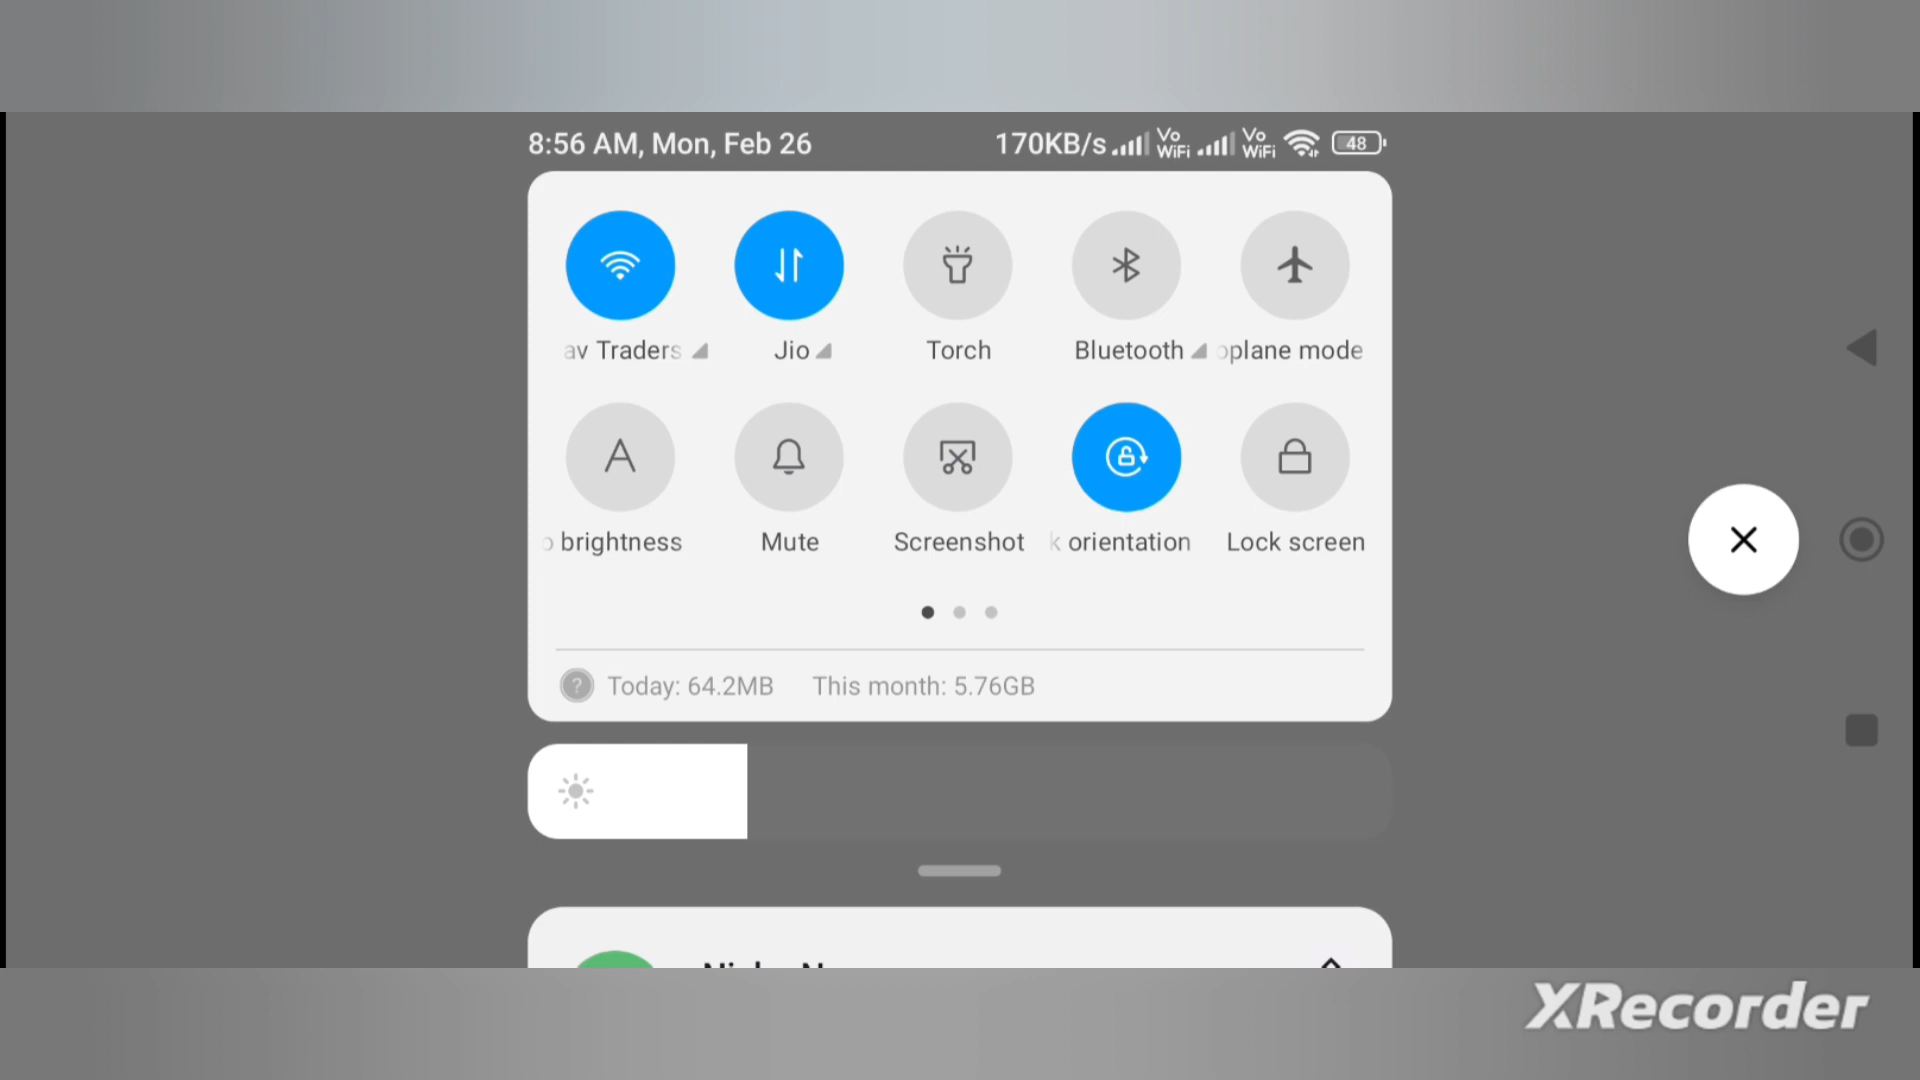 8:56 AM, Mon, Feb 26 170KB/s Vo WiFi Vo WiFi 48
av Traders Jio Torch Bluetooth oplane mode
A
o brightness Mute Screenshot k orientation Lock screen
? Today: 64.2MB This month: 5.76GB
XRecorder